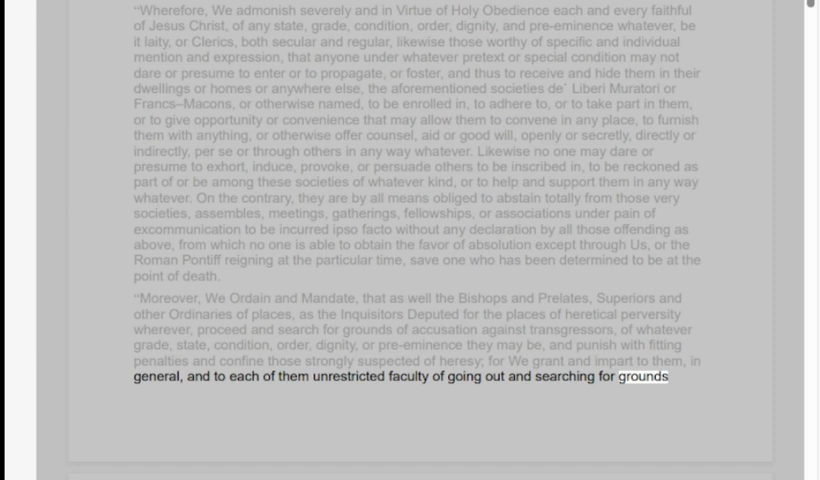 “Wherefore, We admonish severely and in Virtue of Holy Obedience each and every faithful
of Jesus Christ, of any state, grade, condition, order, dignity, and pre-eminence whatever, be
it laity, or Clerics, both secular and regular, likewise those worthy of specific and individual
mention and expression, that anyone under whatever pretext or special condition may not
dare or presume to enter or to propagate, or foster, and thus to receive and hide them in their
dwellings or homes or anywhere else, the aforementioned societies de´ Liberi Muratori or
Francs–Macons, or otherwise named, to be enrolled in, to adhere to, or to take part in them,
or to give opportunity or convenience that may allow them to convene in any place, to furnish
them with anything, or otherwise offer counsel, aid or good will, openly or secretly, directly or
indirectly, per se or through others in any way whatever. Likewise no one may dare or
presume to exhort, induce, provoke, or persuade others to be inscribed in, to be reckoned as
part of or be among these societies of whatever kind, or to help and support them in any way
whatever. On the contrary, they are by all means obliged to abstain totally from those very
societies, assembles, meetings, gatherings, fellowships, or associations under pain of
excommunication to be incurred ipso facto without any declaration by all those offending as
above, from which no one is able to obtain the favor of absolution except through Us, or the
Roman Pontiff reigning at the particular time, save one who has been determined to be at the
point of death.
“Moreover, We Ordain and Mandate, that as well the Bishops and Prelates, Superiors and
other Ordinaries of places, as the Inquisitors Deputed for the places of heretical perversity
wherever, proceed and search for grounds of accusation against transgressors, of whatever
grade, state, condition, order, dignity, or pre-eminence they may be, and punish with fitting
penalties and confine those strongly suspected of heresy; for We grant and impart to them, in
general, and to each of them unrestricted faculty of going out and searching for grounds